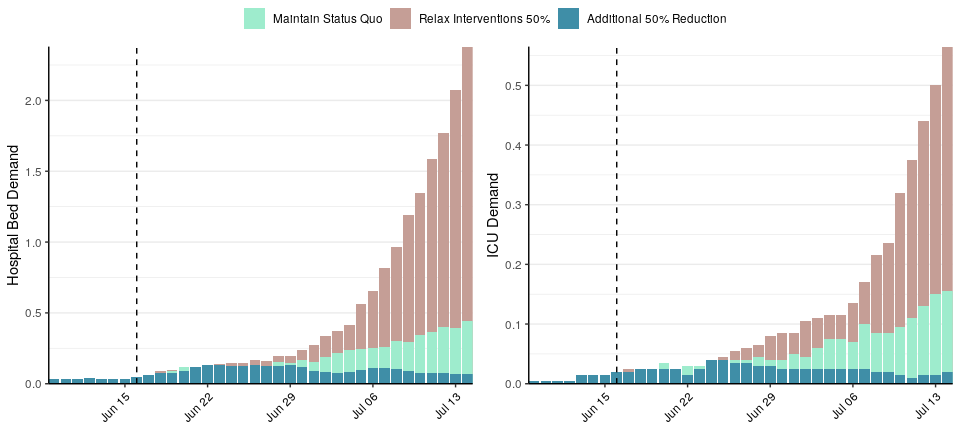 Maintain Status Quo Relax Interventions 50% Additional 50% Reduction
Hospital Bed Demand
2.0
1.5
1.0
0.5
0.0
Jun 15 Jun 22 Jun 29 Jul 06 Jul 13
ICU Demand
0.5
0.4
0.3
0.2
0.1
0.0
Jun 15 Jun 22 Jun 29 Jul 06 Jul 13